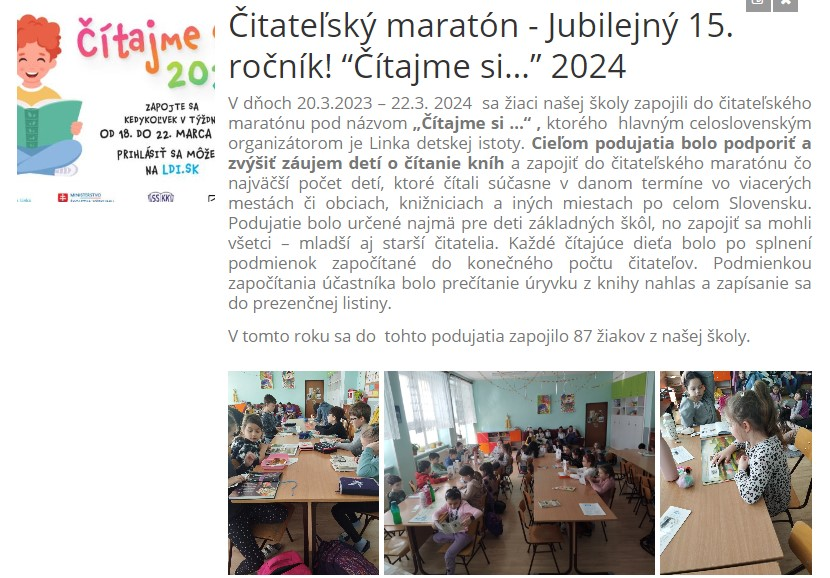 Čitateľský maratón - Jubilejný 15.
ročník! “Čítajme si...” 2024
V dňoch 20.3.2023 – 22.3. 2024 sa žiaci našej školy zapojili do čitateľského
maratónu pod názvom „Čítajme si ...“ , ktorého hlavným celoslovenským
organizátorom je Linka detskej istoty. Cieľom podujatia bolo podporiť a
zvýšiť záujem detí o čítanie kníh a zapojiť do čitateľského maratónu čo
najväčší počet detí, ktoré čítali súčasne v danom termíne vo viacerých
mestách či obciach, knižniciach a iných miestach po celom Slovensku.
Podujatie bolo určené najmä pre deti základných škôl, no zapojiť sa mohli
všetci – mladší aj starší čitatelia. Každé čítajúce dieťa bolo po splnení
podmienok započítané do konečného počtu čitateľov. Podmienkou
započítania účastníka bolo prečítanie úryvku z knihy nahlas a zapísanie sa
do prezenčnej listiny.
V tomto roku sa do tohto podujatia zapojilo 87 žiakov z našej školy.
čítajme
ZAPOJTE SA
KEDYKOĽVEK V TÝŽDN
OD 18. DO 22. MARCA
PRIHLÁSIŤ SA MÔŽE
NA LDI.SK
MINISTERSTVO